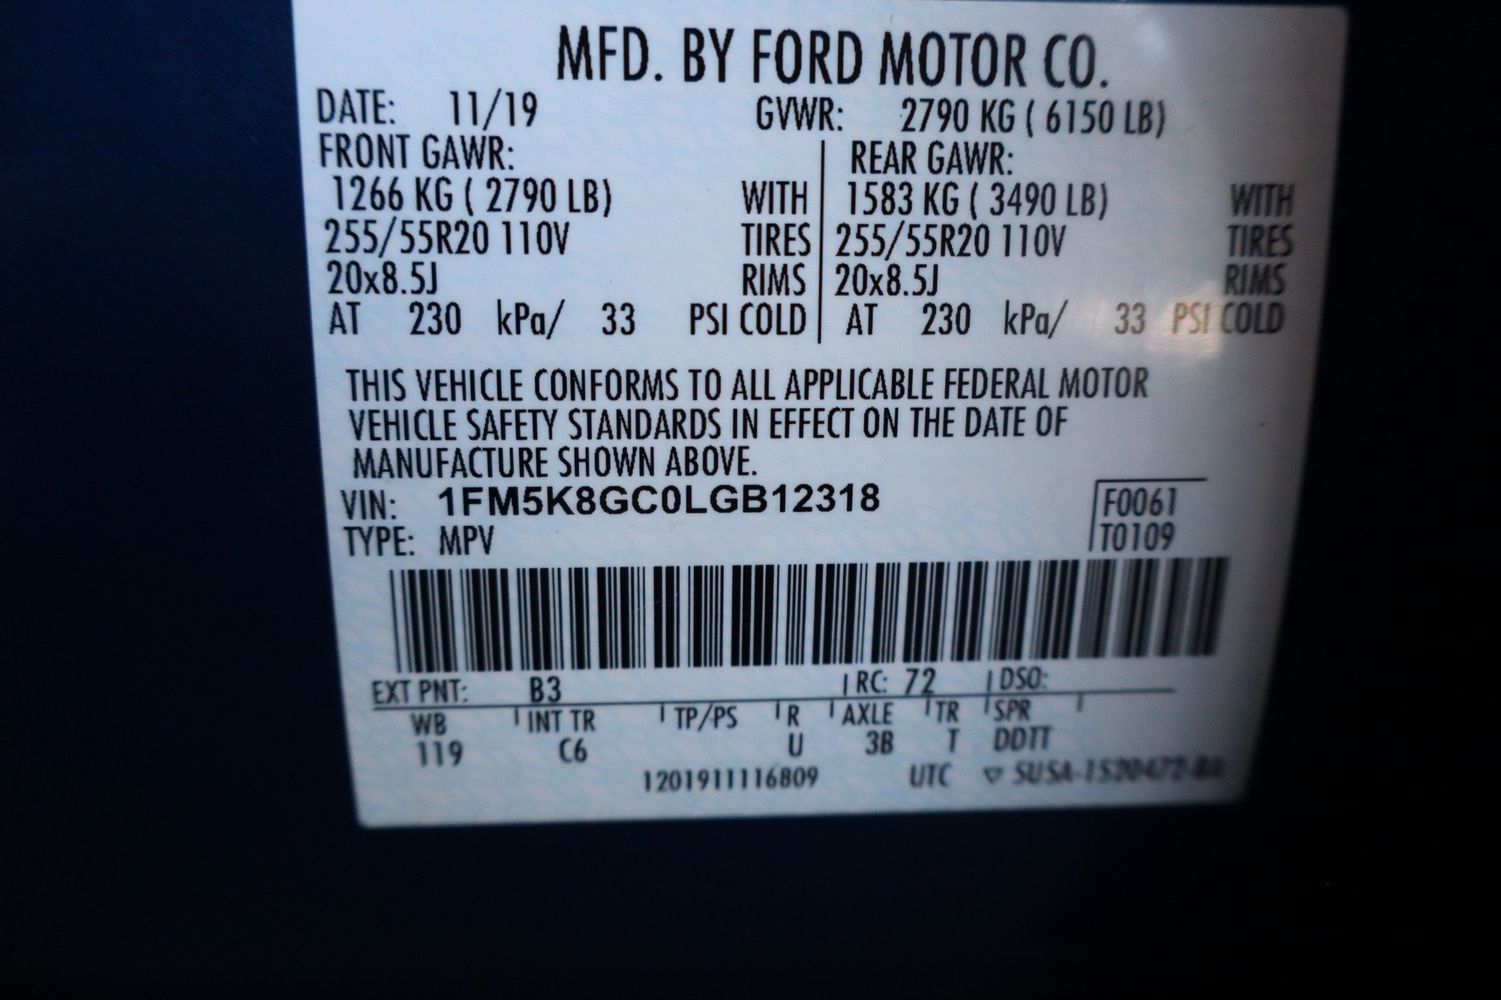 MFD. BY FORD MOTOR CO.
DATE: 11/19 GVWR: 2790 KG ( 6150 LB)
FRONT GAWR: REAR GAWR:
1266 KG ( 2790 LB) WITH 1583 KG ( 3490 LB) WITH
255/55R20 110V TIRES 255/55R20 110V TIRES
20x8.5J RIMS 20x8.5J RIMS
AT 230 kPa/ 33 PSI COLD AT 230 kPa/ 33 PSI COLD
THIS VEHICLE CONFORMS TO ALL APPLICABLE FEDERAL MOTOR
VEHICLE SAFETY STANDARDS IN EFFECT ON THE DATE OF
MANUFACTURE SHOWN ABOVE.
VIN: 1FM5K8GC0LGB12318 F0061
TYPE: MPV T0109
EXT PNT: B3 RC: 72 DSO:
WB INT TR TP/PS R AXLE TR SPR
119 C6 U 3B T DDTT
1201911116809 UTC ▽ SUSA-1520472-BA